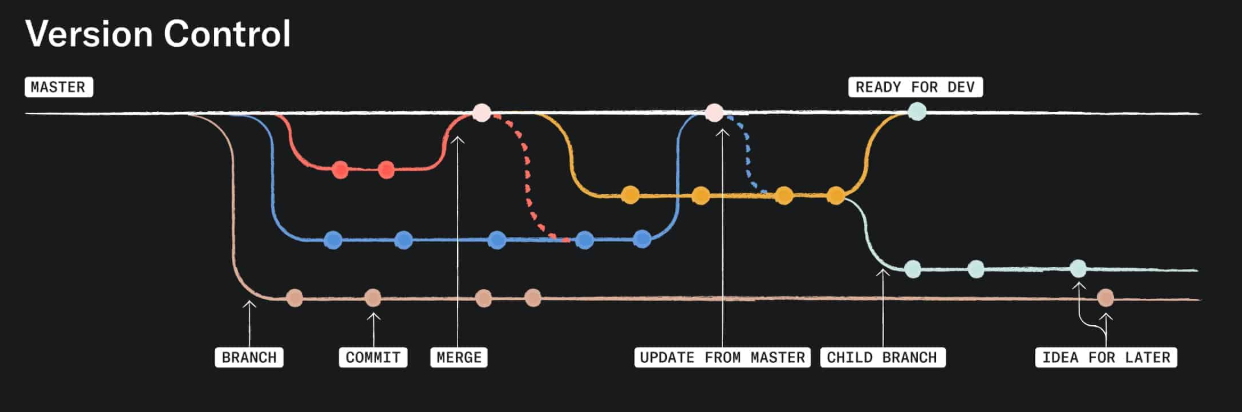 Version Control
MASTER
READY FOR DEV
BRANCH
COMMIT
MERGE
UPDATE FROM MASTER
CHILD BRANCH
IDEA FOR LATER